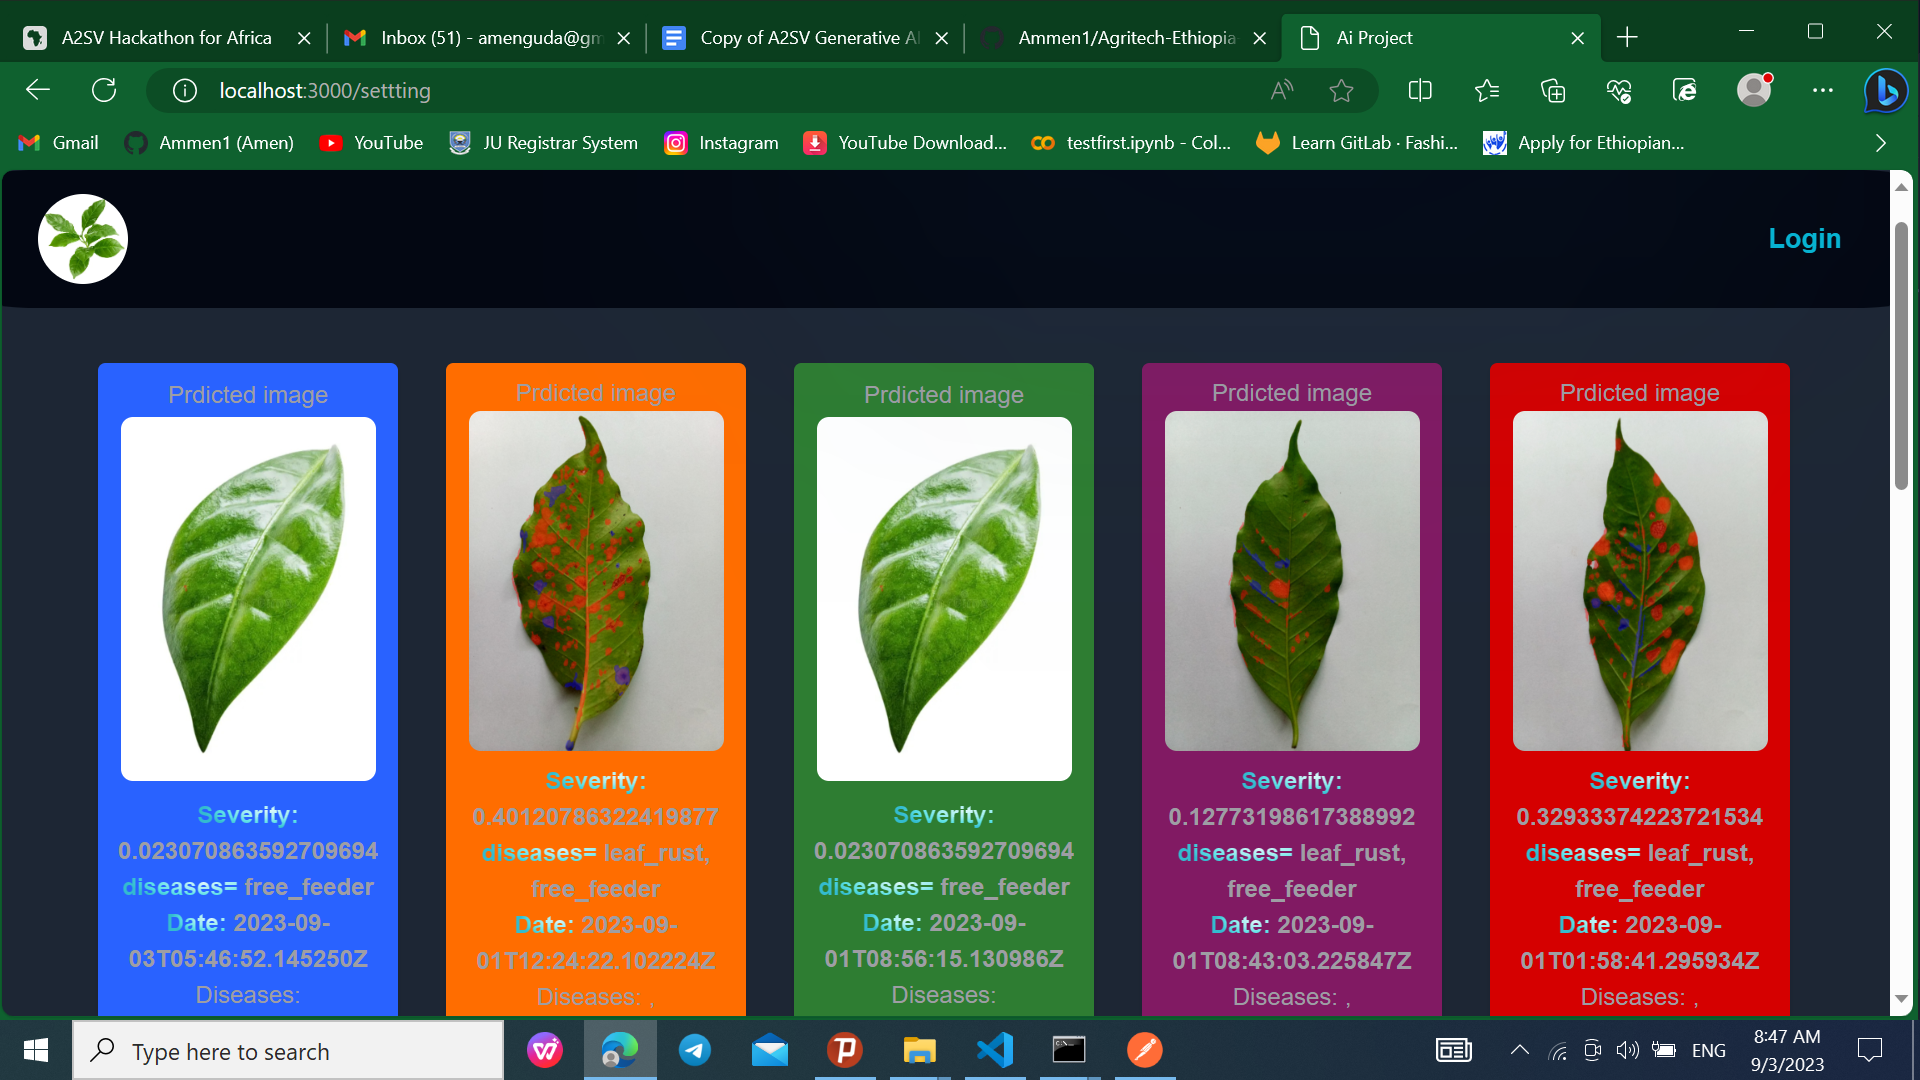 A2SV Hackathon for Africa
Inbox (51) - amenguda@gm
Copy of A2SV Generative AI
Ammen1/Agritech-Ethiopia-
Ai Project
localhost:3000/settting
Gmail
Ammen1 (Amen)
YouTube
JU Registrar System
Instagram
YouTube Download...
testfirst.ipynb - Col...
Learn GitLab · Fashi...
Apply for Ethiopian...
Login
Prdicted image
Severity:
0.023070863592709694
diseases= free_feeder
Date: 2023-09-
03T05:46:52.145250Z
Diseases:
Prdicted image
Severity:
0.40120786322419877
diseases= leaf_rust,
free_feeder
Date: 2023-09-
01T12:24:22.102224Z
Diseases: ,
Prdicted image
Severity:
0.023070863592709694
diseases= free_feeder
Date: 2023-09-
01T08:56:15.130986Z
Diseases:
Prdicted image
Severity:
0.12773198617388992
diseases= leaf_rust,
free_feeder
Date: 2023-09-
01T08:43:03.225847Z
Diseases: ,
Prdicted image
Severity:
0.32933374223721534
diseases= leaf_rust,
free_feeder
Date: 2023-09-
01T01:58:41.295934Z
Diseases: ,
Type here to search
ENG
8:47 AM
9/3/2023